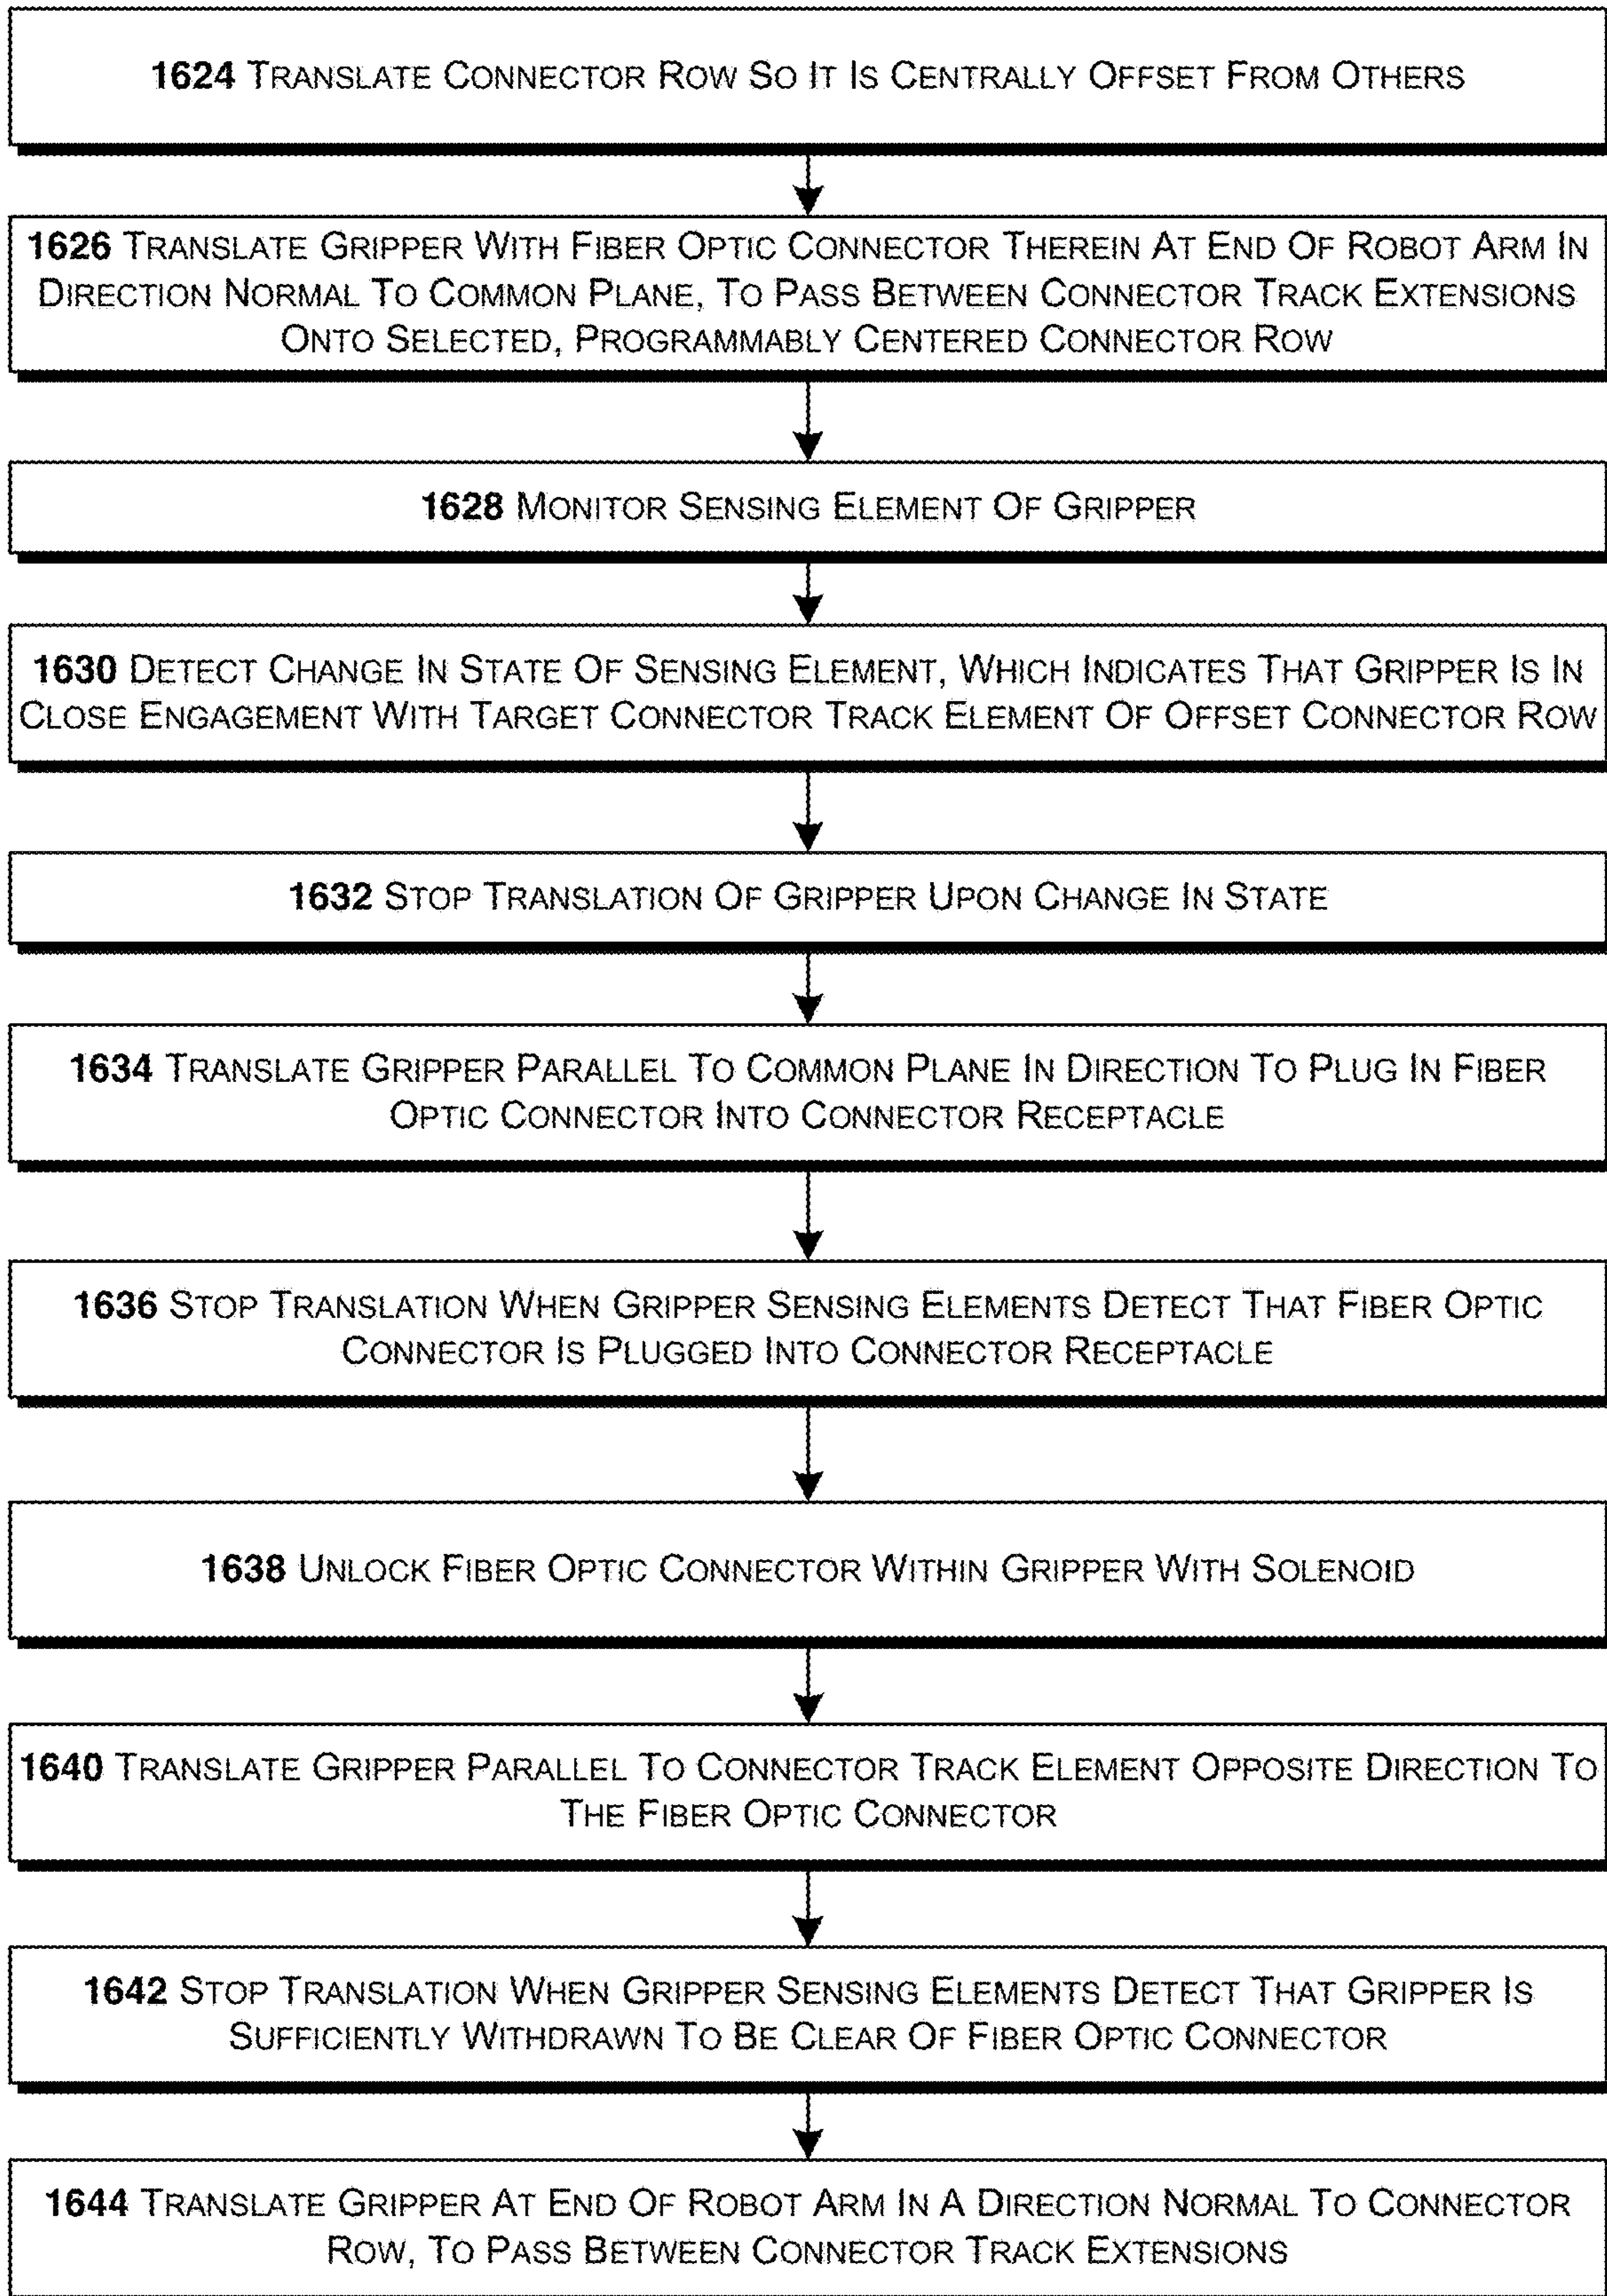 1624 Translate Connector Row So It Is Centrally Offset From Others
1626 Translate Gripper With Fiber Optic Connector Therein At End Of Robot Arm In
Direction Normal To Common Plane, To Pass Between Connector Track Extensions
Onto Selected, Programmably Centered Connector Row
1628 Monitor Sensing Element Of Gripper
1630 Detect Change In State Of Sensing Element, Which Indicates That Gripper Is In
Close Engagement With Target Connector Track Element Of Offset Connector Row
1632 Stop Translation Of Gripper Upon Change In State
1634 Translate Gripper Parallel To Common Plane In Direction To Plug In Fiber
Optic Connector Into Connector Receptacle
1636 Stop Translation When Gripper Sensing Elements Detect That Fiber Optic
Connector Is Plugged Into Connector Receptacle
1638 Unlock Fiber Optic Connector Within Gripper With Solenoid
1640 Translate Gripper Parallel To Connector Track Element Opposite Direction To
The Fiber Optic Connector
1642 Stop Translation When Gripper Sensing Elements Detect That Gripper Is
Sufficiently Withdrawn To Be Clear Of Fiber Optic Connector
1644 Translate Gripper At End Of Robot Arm In A Direction Normal To Connector
Row, To Pass Between Connector Track Extensions